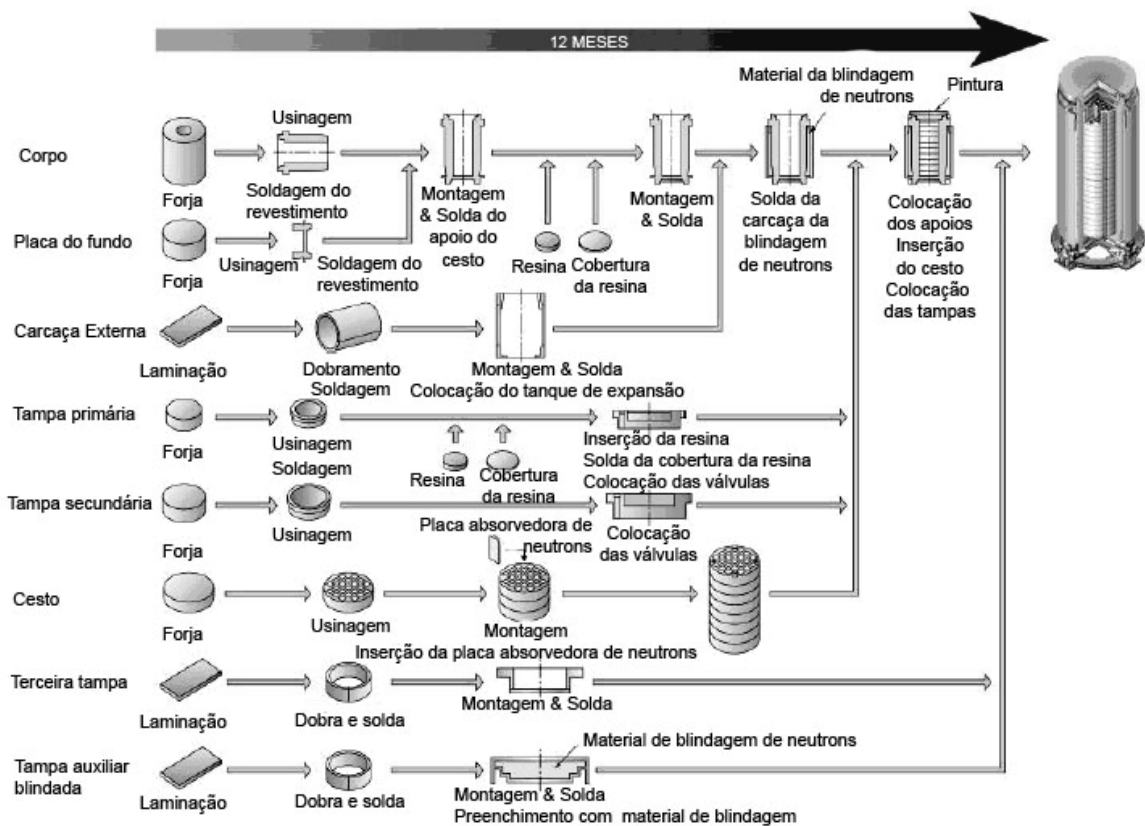 12 MESES
Material da blindagem
de neutrons
Pintura
Usinagem
Corpo
Forja
Soldagem do
revestimento
Montagem
& Solda do
apoio do
cesto
Montagem
& Solda
Solda da
carcaça da
blindagem
de neutrons
Colocação
dos apoios
Inserção
do cesto
Colocação
das tampas
Placa do fundo
Forja
Usinagem
Soldagem do
revestimento
Resina
Cobertura
da resina
Carcaça Externa
Laminação
Dobramento
Soldagem
Montagem & Solda
Colocação do tanque de expansão
Tampa primária
Forja
Usinagem
Soldagem
Resina
Cobertura
da resina
Inserção da resina
Solda da cobertura da resina
Colocação das válvulas
Tampa secundária
Forja
Usinagem
Colocação
das válvulas
Placa absorvedora de
neutrons
Cesto
Forja
Usinagem
Montagem
Inserção da placa absorvedora de neutrons
Terceira tampa
Laminação
Dobra e solda
Montagem & Solda
Tampa auxiliar
blindada
Laminação
Dobra e solda
Material de blindagem de neutrons
Montagem & Solda
Preenchimento com material de blindagem